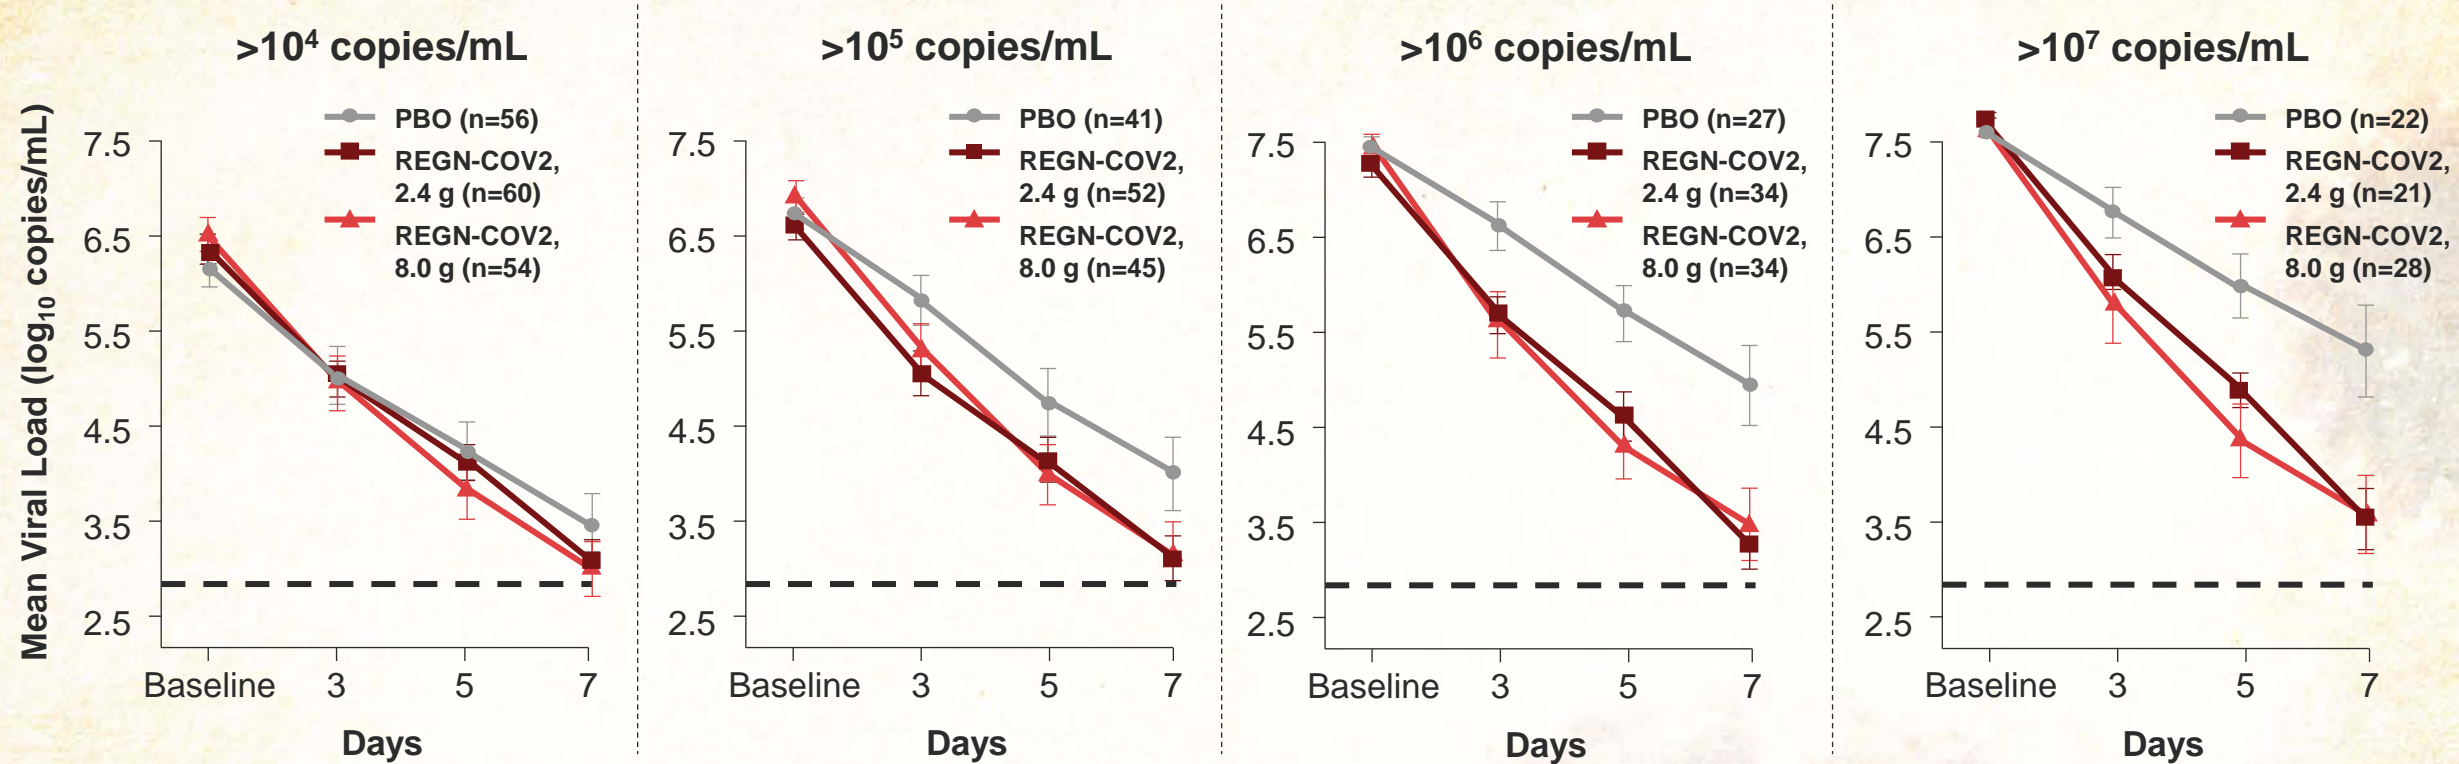 Mean Viral Load (log10 copies/mL)
>10⁴ copies/mL
PBO (n=56)
REGN-COV2,
2.4 g (n=60)
REGN-COV2,
8.0 g (n=54)
7.5
6.5
5.5
4.5
3.5
2.5
Baseline 3 5 7
Days
>10⁵ copies/mL
PBO (n=41)
REGN-COV2,
2.4 g (n=52)
REGN-COV2,
8.0 g (n=45)
7.5
6.5
5.5
4.5
3.5
2.5
Baseline 3 5 7
Days
>10⁶ copies/mL
PBO (n=27)
REGN-COV2,
2.4 g (n=34)
REGN-COV2,
8.0 g (n=34)
7.5
6.5
5.5
4.5
3.5
2.5
Baseline 3 5 7
Days
>10⁷ copies/mL
PBO (n=22)
REGN-COV2,
2.4 g (n=21)
REGN-COV2,
8.0 g (n=28)
7.5
6.5
5.5
4.5
3.5
2.5
Baseline 3 5 7
Days